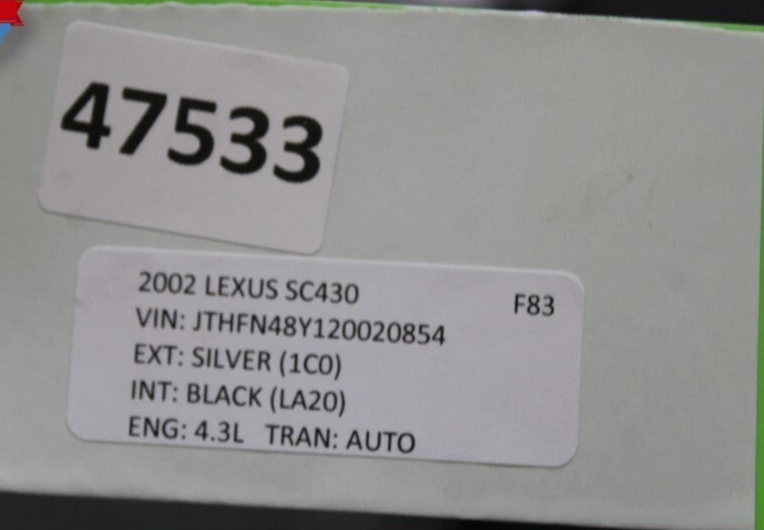 47533
2002 LEXUS SC430 F83
VIN: JTHFN48Y120020854
EXT: SILVER (1C0)
INT: BLACK (LA20)
ENG: 4.3L TRAN: AUTO